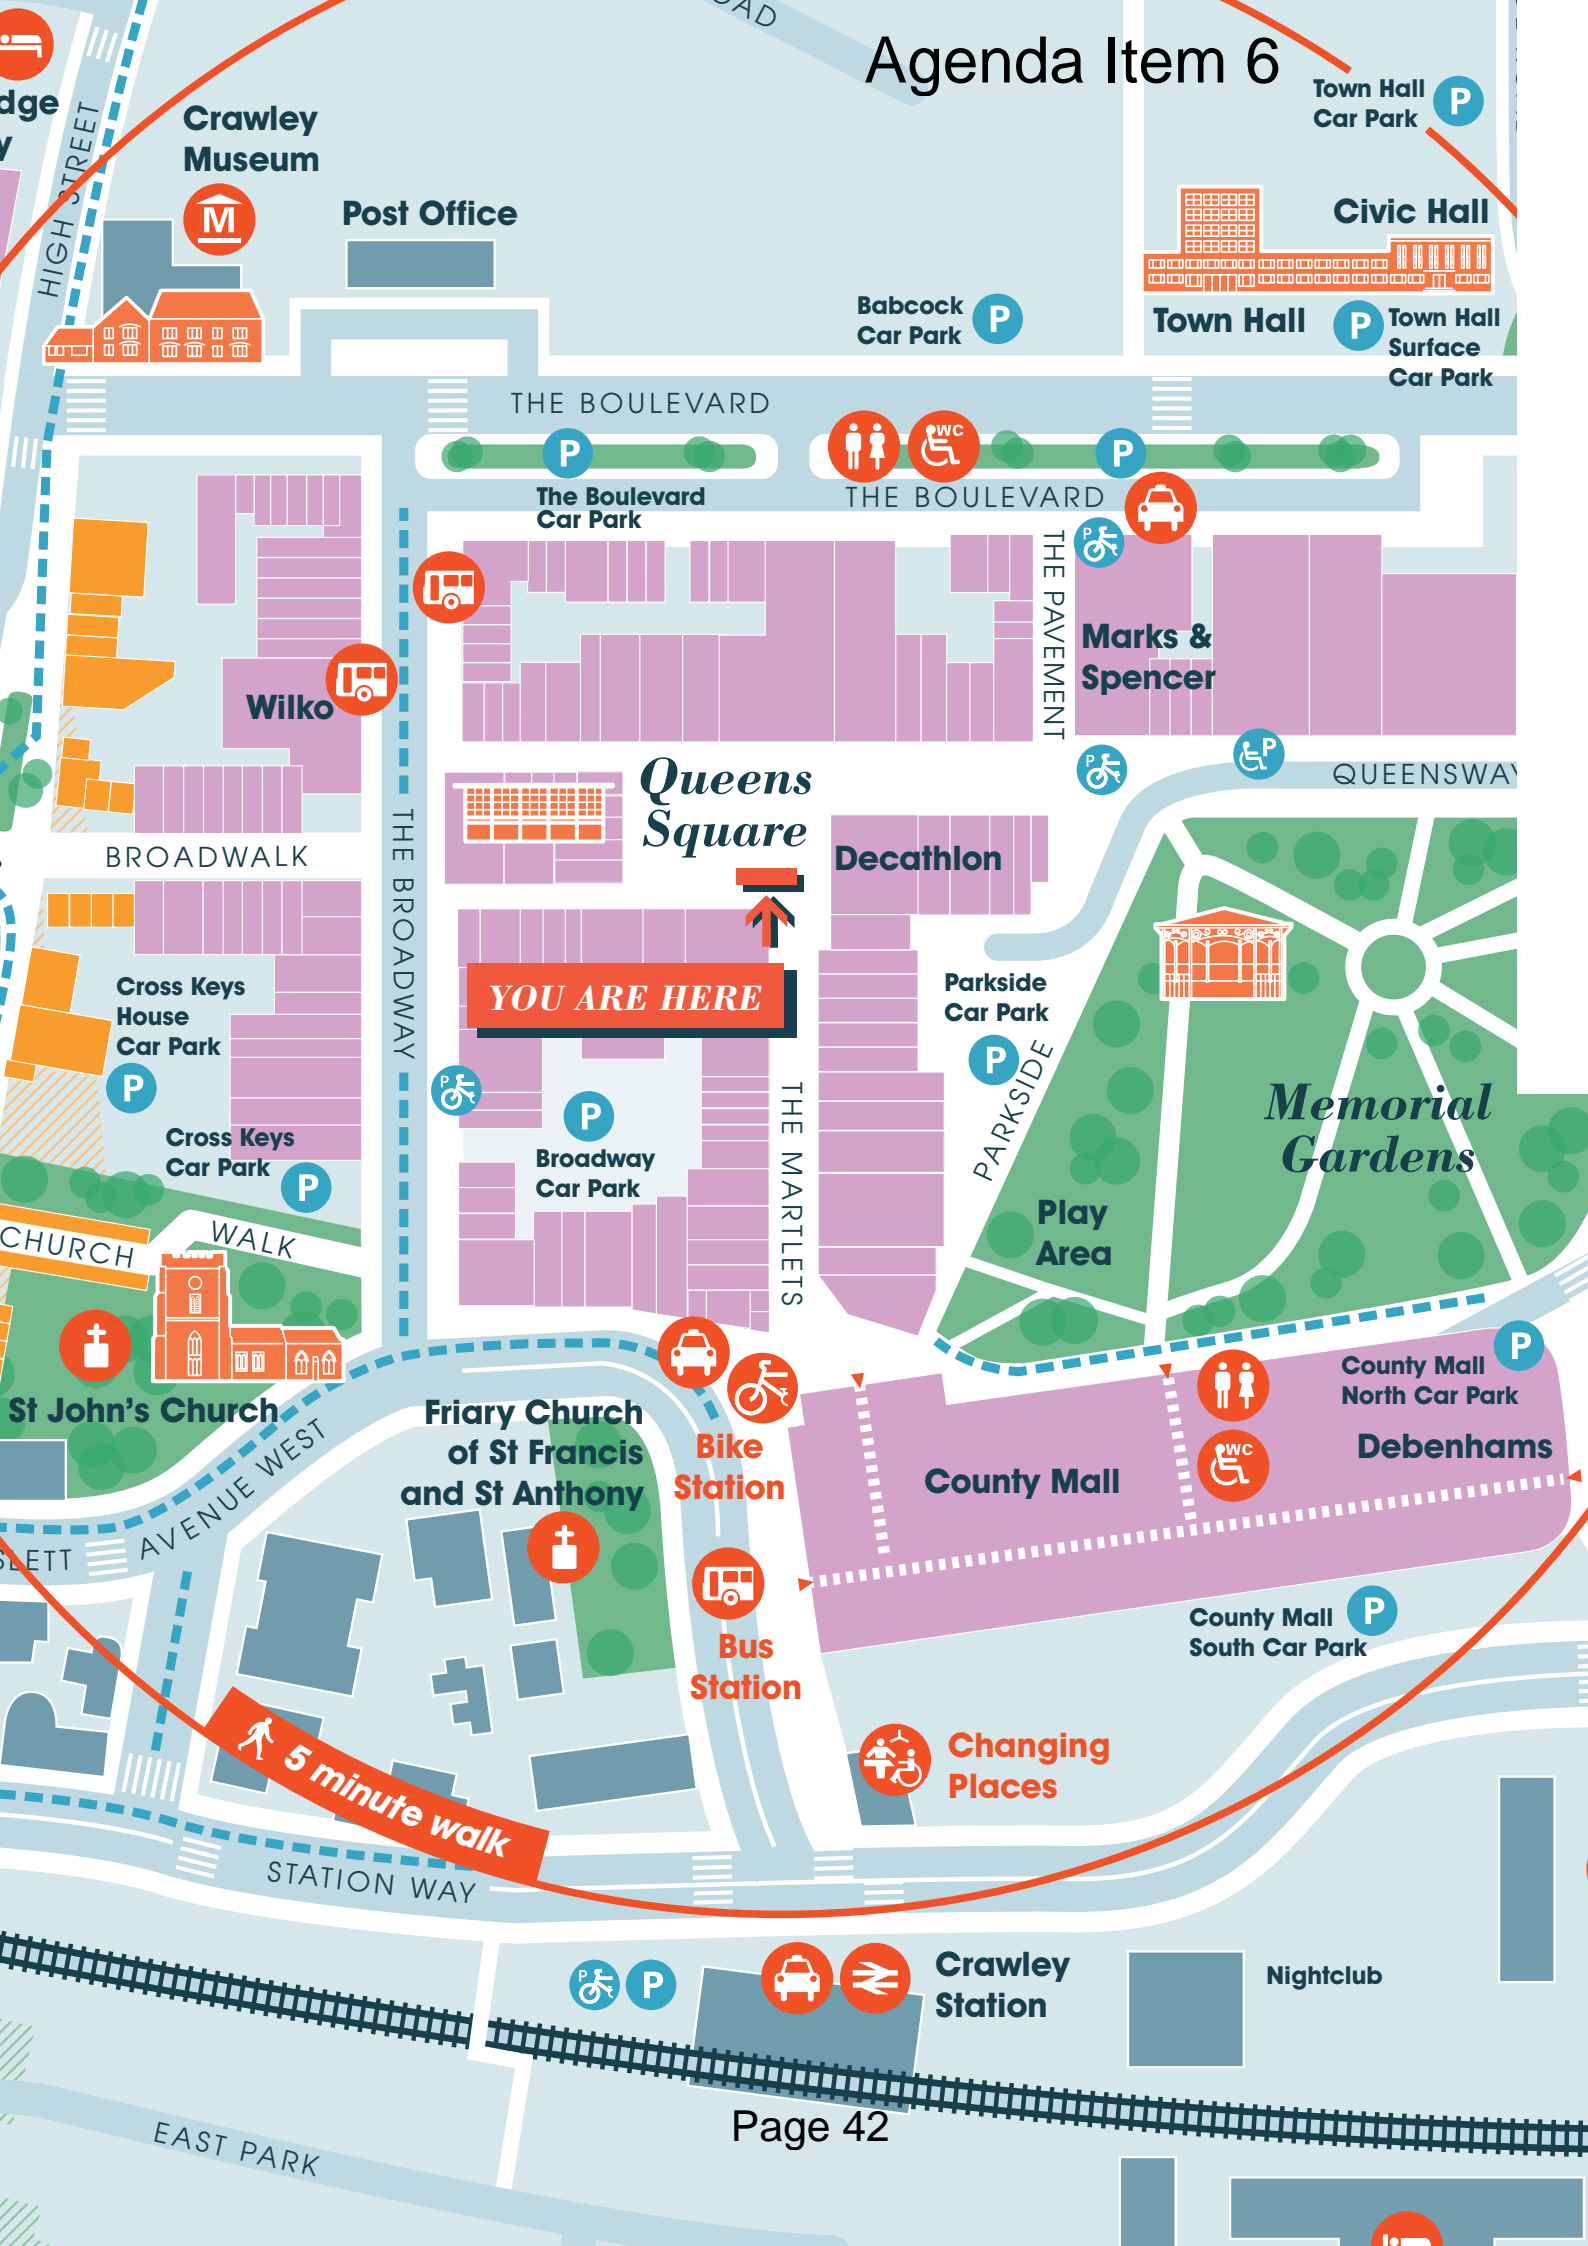 Agenda Item 6
Town Hall
Car Park
P
HIGH STREET
Crawley
Museum
M
Post Office
Civic Hall
Town Hall
P
Town Hall
Surface
Car Park
Babcock
Car Park
P
THE BOULEVARD
P
The Boulevard
Car Park
WC
P
THE BOULEVARD
P
THE PAVEMENT
Marks &
Spencer
Wilko
Queens
Square
P
P
QUEENSWAY
BROADWALK
THE BROADWAY
Decathlon
YOU ARE HERE
Cross Keys
House
Car Park
P
Cross Keys
Car Park
P
P
P
Broadway
Car Park
THE MARTLETS
Parkside
Car Park
P
PARKSIDE
Memorial
Gardens
Play
Area
CHURCH WALK
St John's Church
AVENUE WEST
Friary Church
of St Francis
and St Anthony
Bike
Station
Bus
Station
County Mall
WC
P
County Mall
North Car Park
Debenhams
County Mall
South Car Park
P
Changing
Places
5 minute walk
STATION WAY
P
P
Crawley
Station
Nightclub
Page 42
EAST PARK